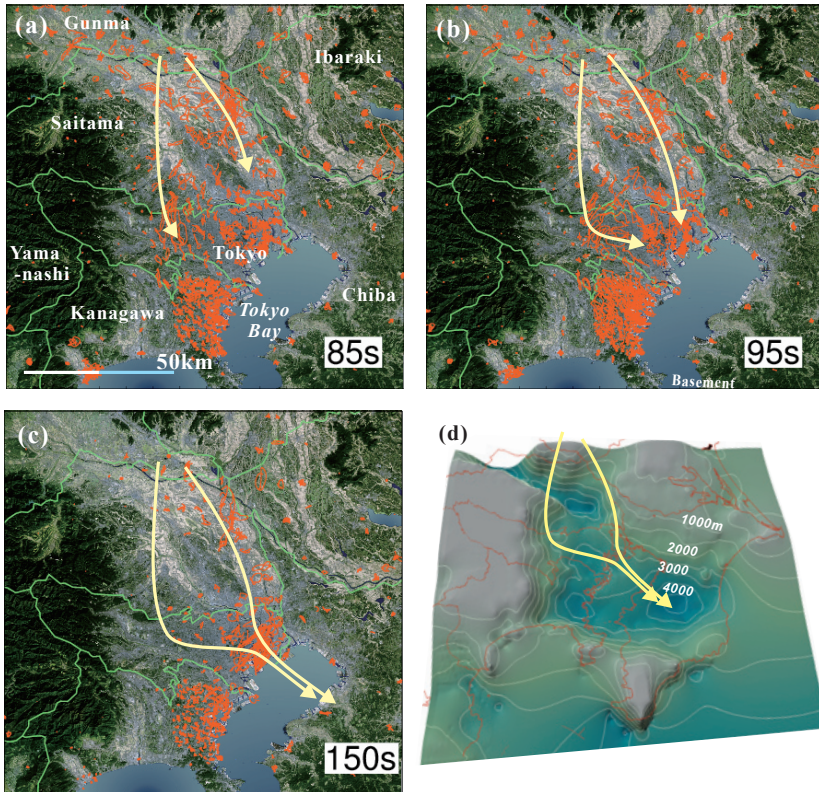 (a)
Gunma
Ibaraki
Saitama
Yama
-nashi
Tokyo
Kanagawa
Tokyo
Bay
Chiba
50km
85s
(b)
95s
Basement
(c)
150s
(d)
1000m
2000
3000
4000